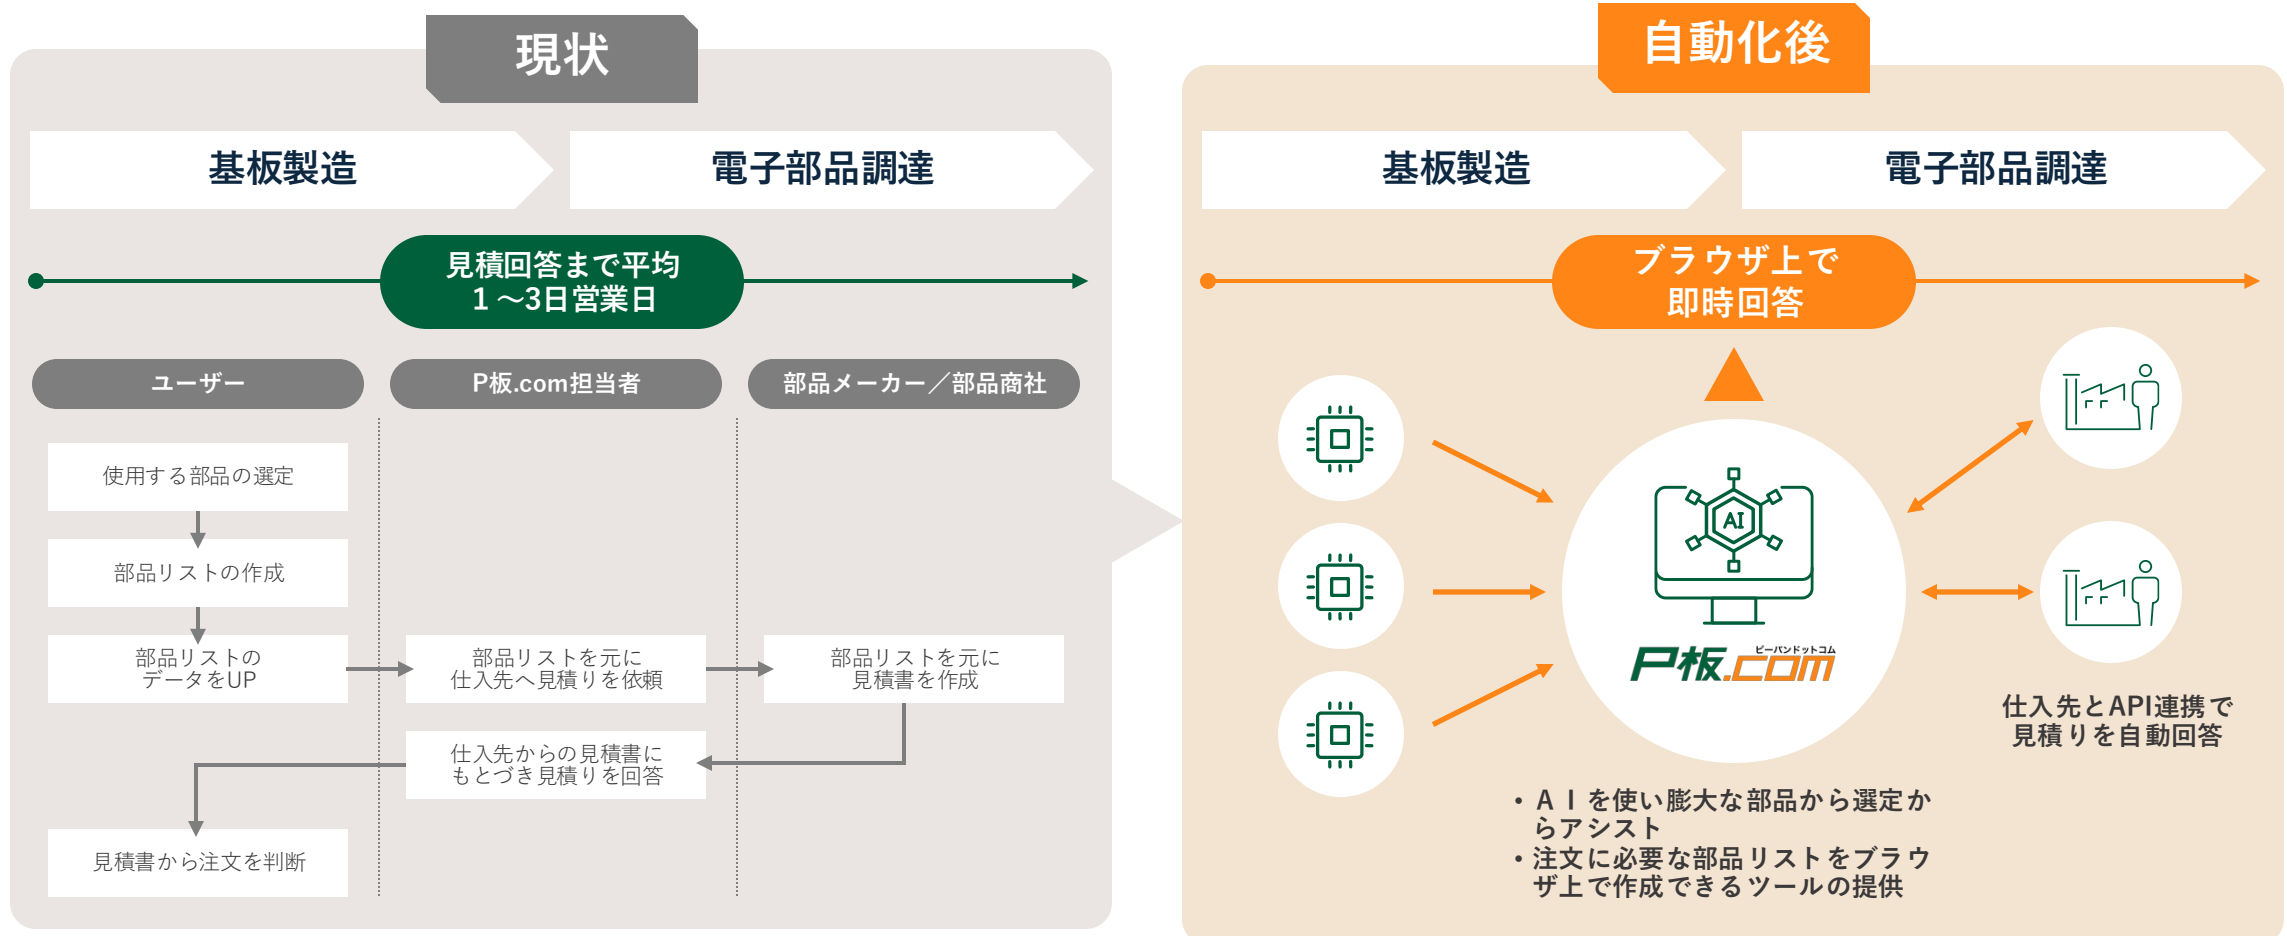 現状
基板製造
電子部品調達
見積回答まで平均
１～3日営業日
ユーザー
P板.com担当者
部品メーカー／部品商社
使用する部品の選定
部品リストの作成
部品リストの
データをUP
部品リストを元に
仕入先へ見積りを依頼
部品リストを元に
見積書を作成
仕入先からの見積書に
もとづき見積りを回答
見積書から注文を判断
自動化後
基板製造
電子部品調達
ブラウザ上で
即時回答
AI
ピーバンドットコム
P板.com
仕入先とAPI連携で
見積りを自動回答
・ＡＩを使い膨大な部品から選定か
らアシスト
・注文に必要な部品リストをブラウ
ザ上で作成できるツールの提供